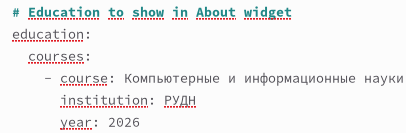 # Education to show in About widget
education:
  courses:
    - course: Компьютерные и информационные науки
      institution: РУДН
      year: 2026